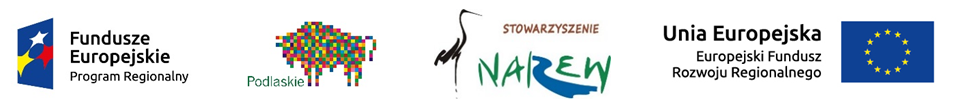 Fundusze
Europejskie
Program Regionalny
Podlaskie
STOWARZYSZENIE
NAREW
Unia Europejska
Europejski Fundusz
Rozwoju Regionalnego